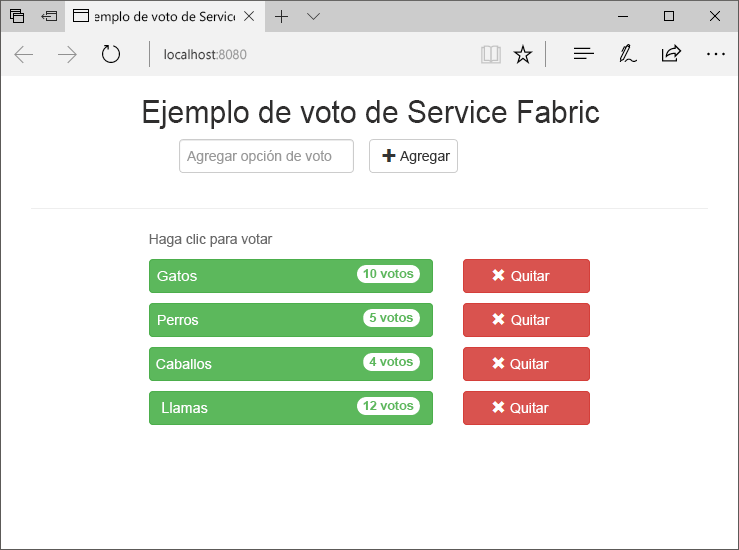 emplo de voto de Servic
localhost:8080
Ejemplo de voto de Service Fabric
Agregar opción de voto
Agregar
Haga clic para votar
Gatos 10 votos Quitar
Perros 5 votos Quitar
Caballos 4 votos Quitar
Llamas 12 votos Quitar